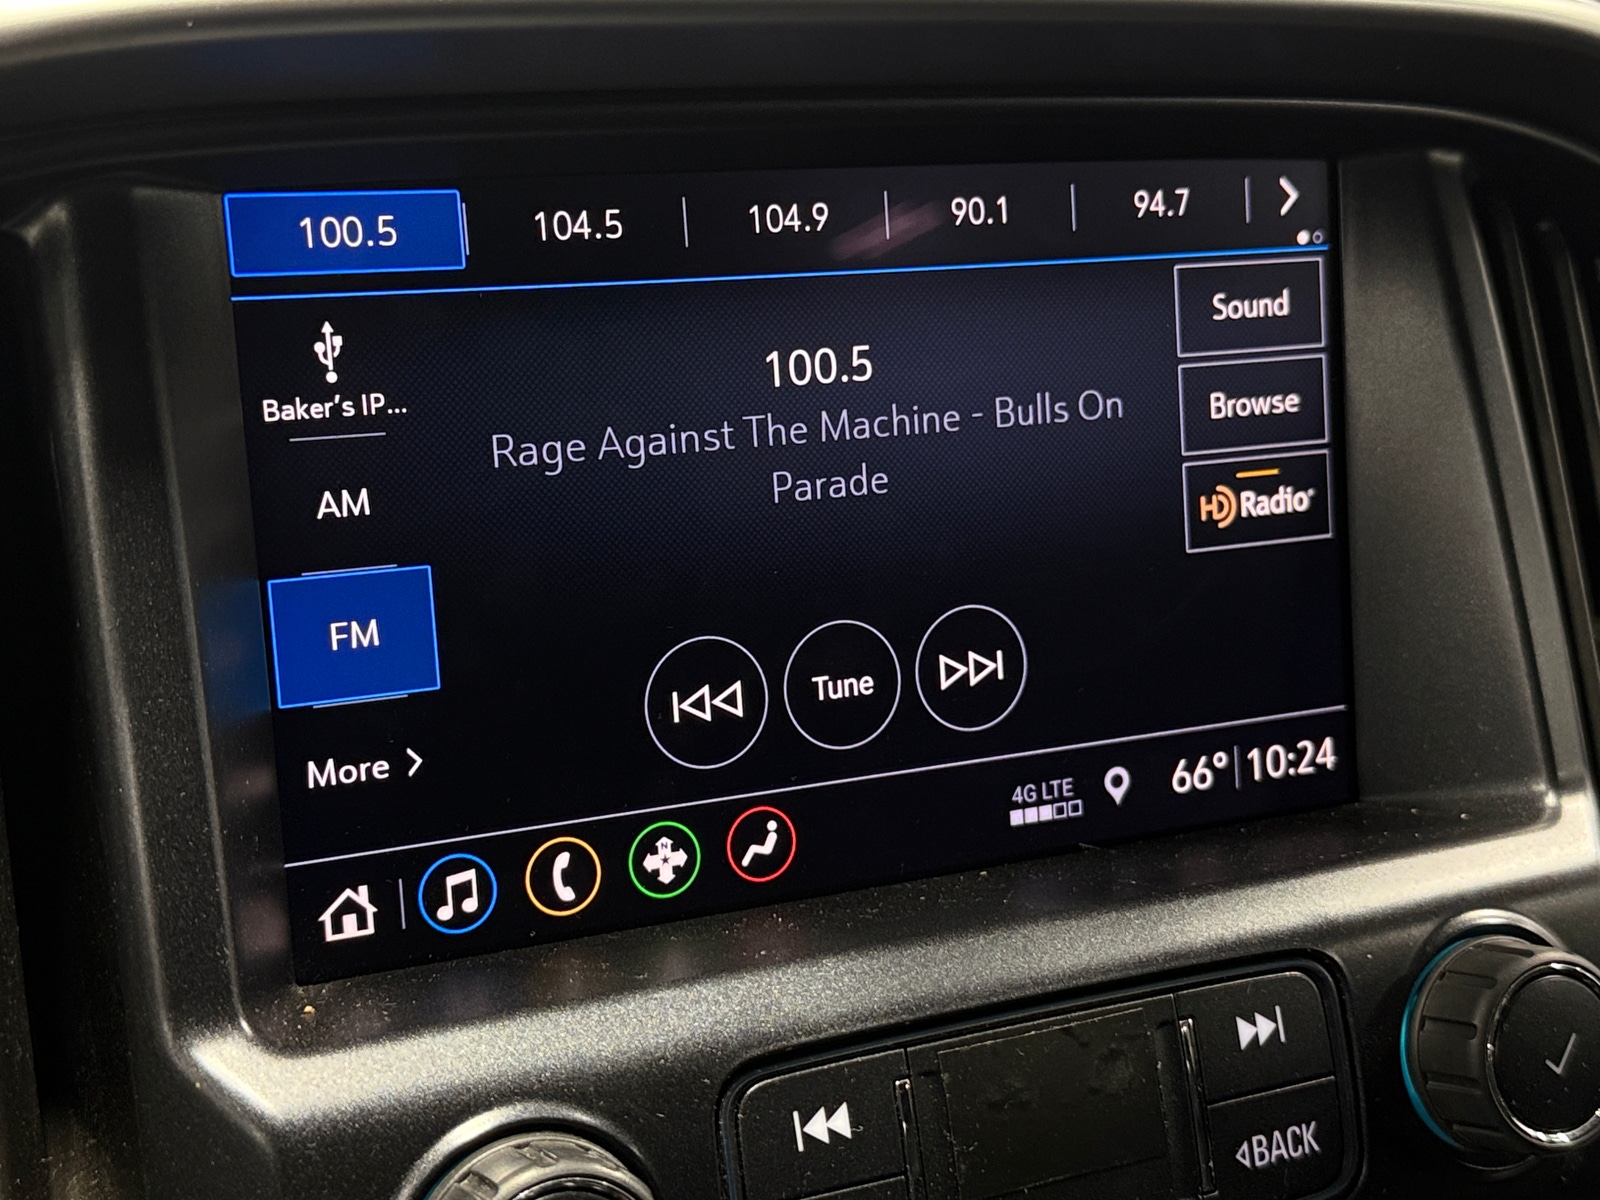 100.5
104.5
104.9
90.1
94.7
Baker's IP...
AM
FM
More
100.5
Rage Against The Machine - Bulls On
Parade
Sound
Browse
HD Radio
Tune
4G LTE
66° 10:24
N
BACK